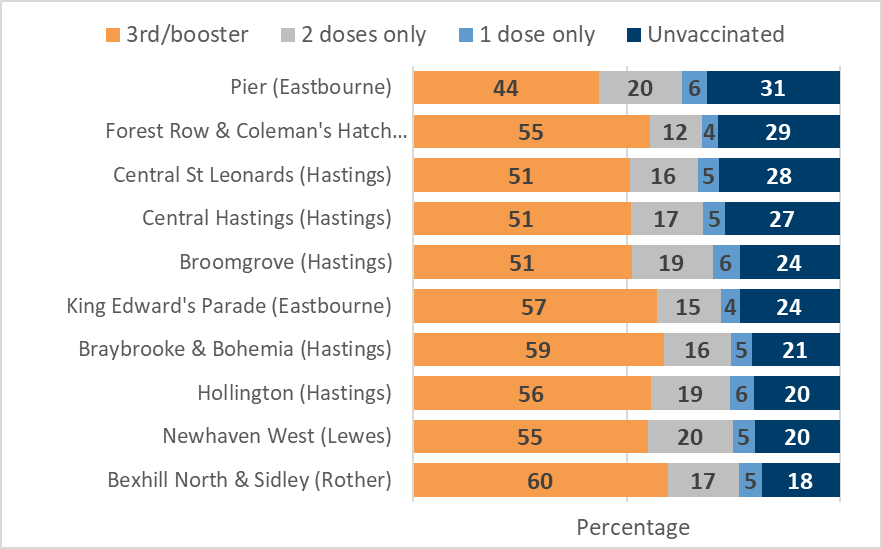 3rd/booster 2 doses only 1 dose only Unvaccinated
Pier (Eastbourne) 44 20 6 31
Forest Row & Coleman's Hatch... 55 12 4 29
Central St Leonards (Hastings) 51 16 5 28
Central Hastings (Hastings) 51 17 5 27
Broomgrove (Hastings) 51 19 6 24
King Edward's Parade (Eastbourne) 57 15 4 24
Braybrooke & Bohemia (Hastings) 59 16 5 21
Hollington (Hastings) 56 19 6 20
Newhaven West (Lewes) 55 20 5 20
Bexhill North & Sidley (Rother) 60 17 5 18
Percentage